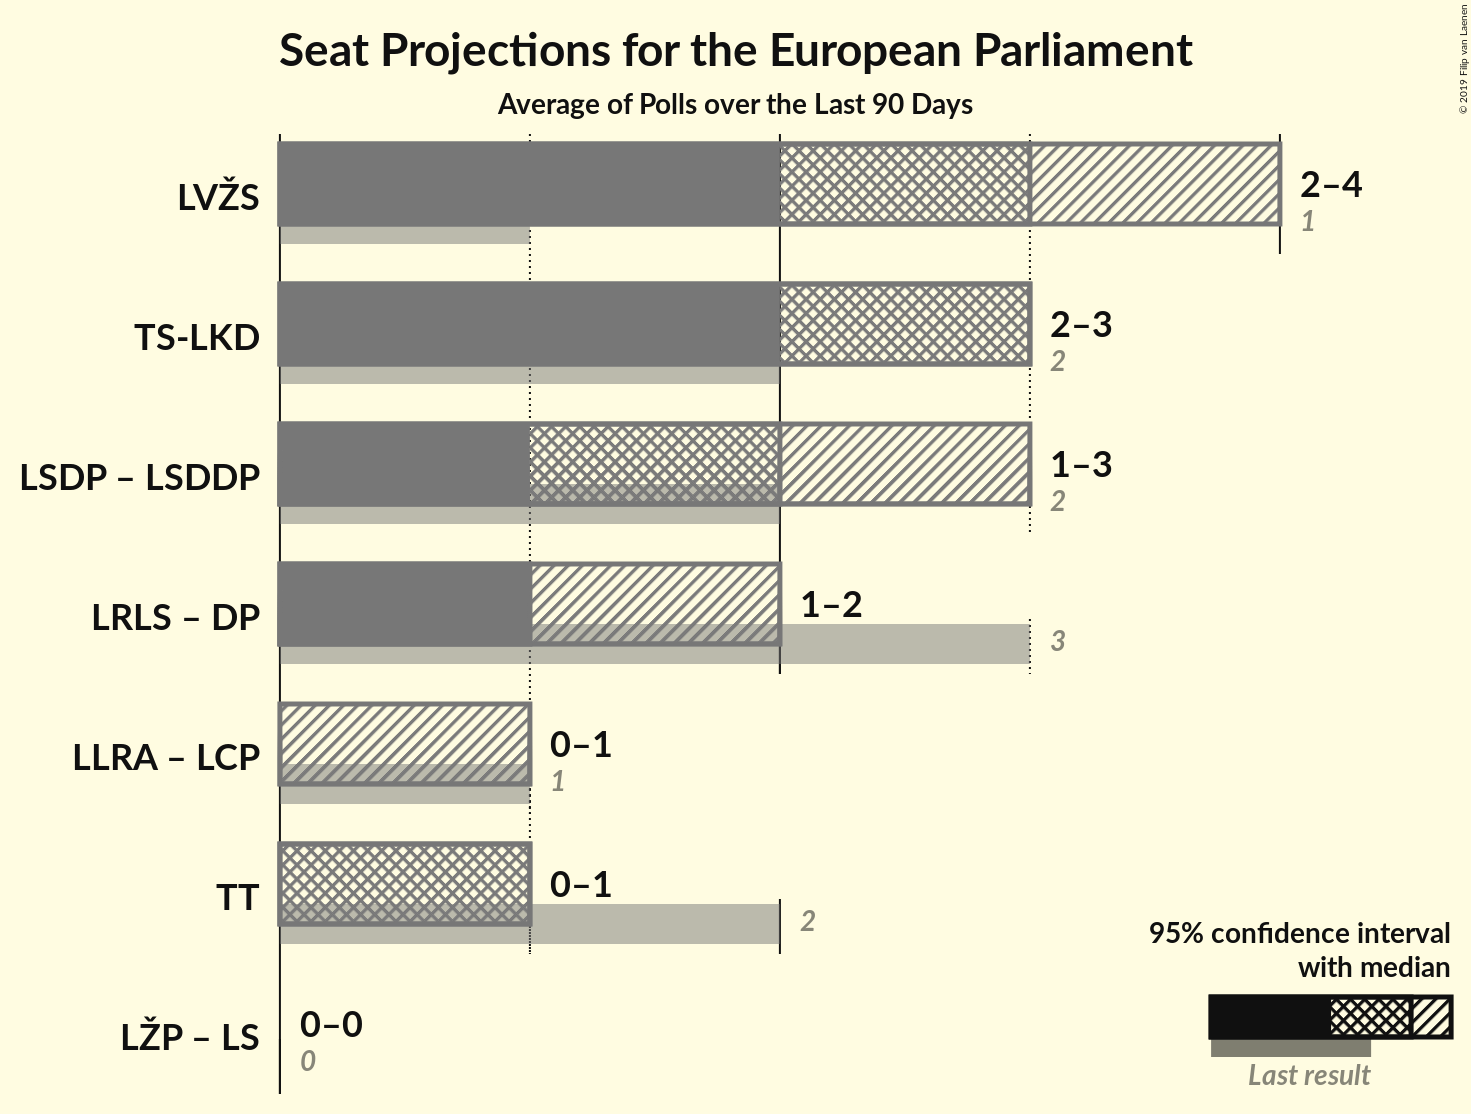 Seat Projections for the European Parliament
Average of Polls over the Last 90 Days
© 2019 Filip van Laenen
LVŽS
2–4
1
TS-LKD
2–3
2
LSDP – LSDDP
1–3
2
LRLS – DP
1–2
3
LLRA – LCP
0–1
1
TT
0–1
2
LŽP – LS
0–0
0
95% confidence interval
with median
Last result